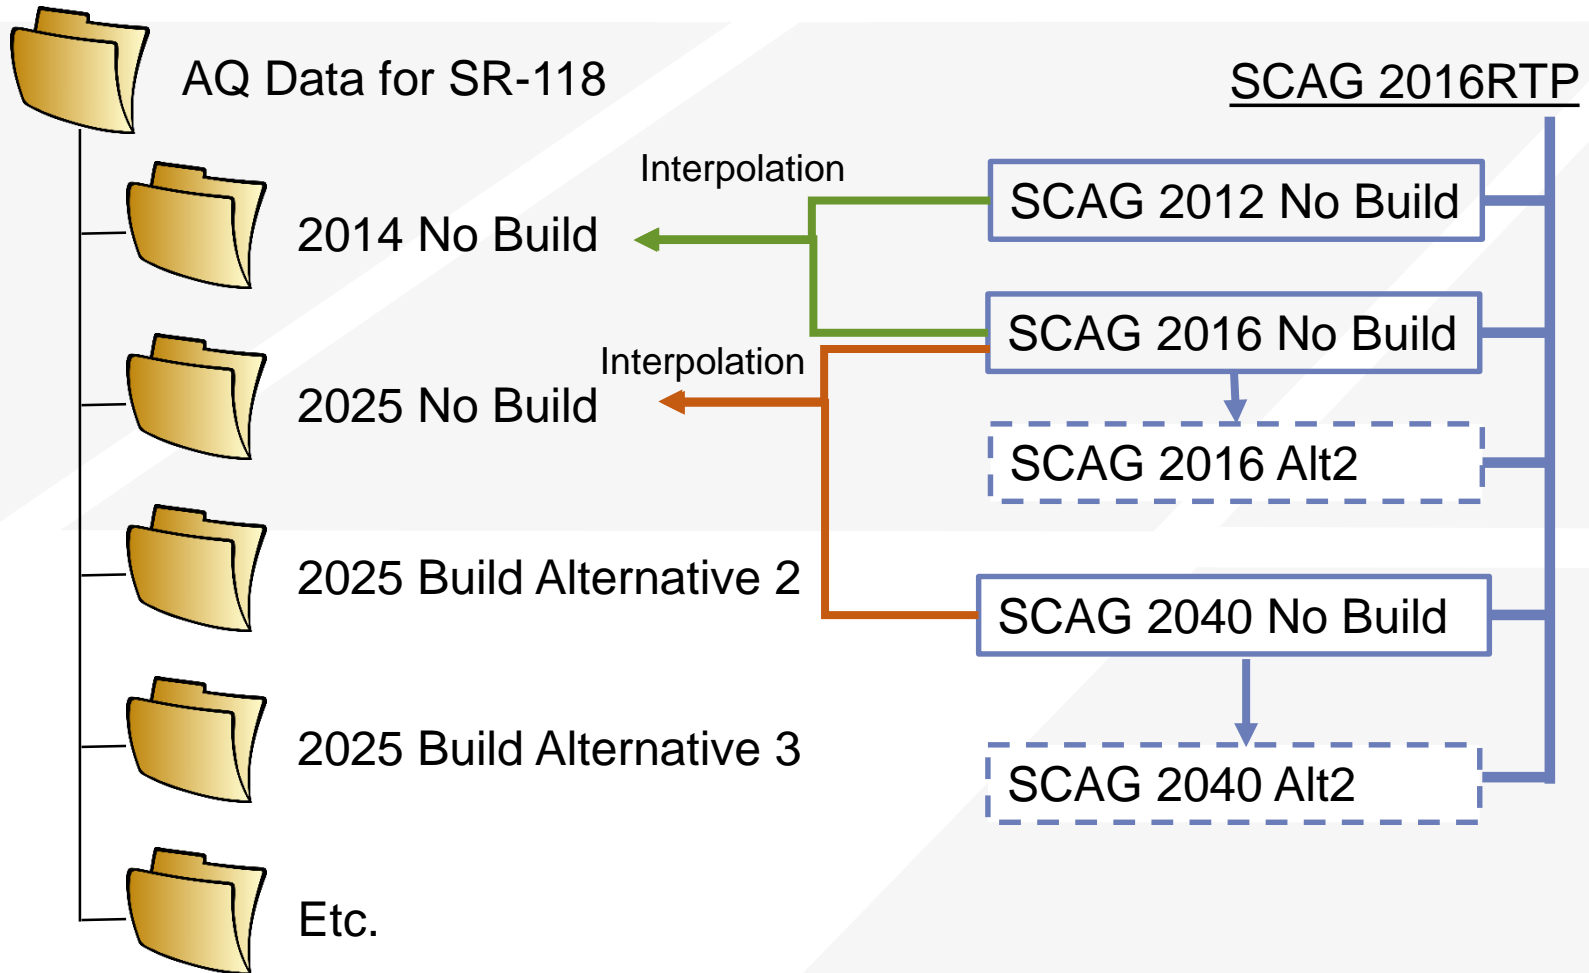 AQ Data for SR-118
SCAG 2016RTP
Interpolation
SCAG 2012 No Build
2014 No Build
SCAG 2016 No Build
Interpolation
2025 No Build
SCAG 2016 Alt2
2025 Build Alternative 2
SCAG 2040 No Build
2025 Build Alternative 3
SCAG 2040 Alt2
Etc.